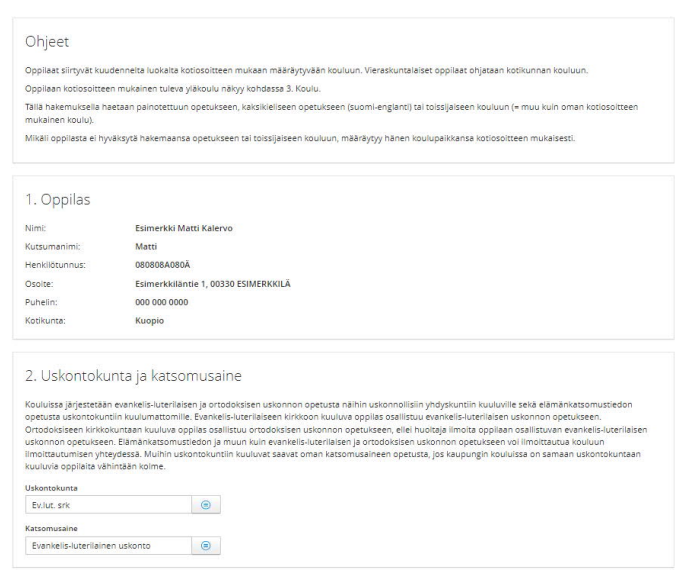 Ohjeet
Oppilaat siirtyvät kuudennelta luokalta kotiosoitteen mukaan määräytyvään kouluun. Vieraskuntalaiset oppilaat ohjataan kotikunnan kouluun.
Oppilaan kotiosoitteen mukainen tuleva yläkoulu näkyy kohdassa 3. Koulu.
Tällä hakemuksella haetaan painotettuun opetukseen, kaksikieliseen opetukseen (suomi-englanti) tai toissijaiseen kouluun (= muu kuin oman kotiosoitteen
mukainen koulu).
Mikäli oppilasta ei hyväksytä hakemaansa opetukseen tai toissijaiseen kouluun, määräytyy hänen koulupaikkansa kotiosoitteen mukaisesti.
1. Oppilas
Nimi: Esimerkki Matti Kalervo
Kutsumanimi: Matti
Henkilötunnus: 080808A080Ä
Osoite: Esimerkkiläntie 1, 00330 ESIMERKKILÄ
Puhelin: 000 000 0000
Kotikunta: Kuopio
2. Uskontokunta ja katsomusaine
Kouluissa järjestetään evankelis-luterilaisen ja ortodoksisen uskonnon opetusta näihin uskonnollisiin yhdyskuntiin kuuluville sekä elämänkatsomustiedon
opetusta uskontokuntiin kuulumattomille. Evankelis-luterilaiseen kirkkoon kuuluva oppilas osallistuu evankelis-luterilaisen uskonnon opetukseen.
Ortodoksiseen kirkkokuntaan kuuluva oppilas osallistuu ortodoksisen uskonnon opetukseen, ellei huoltaja ilmoita oppilaan osallistuvan evankelis-luterilaisen
uskonnon opetukseen. Elämänkatsomustiedon ja muun kuin evankelis-luterilaisen ja ortodoksisen uskonnon opetukseen voi ilmoittautua kouluun
ilmoittautumisen yhteydessä. Muihin uskontokuntiin kuuluvat saavat oman katsomusaineen opetusta, jos kaupungin kouluissa on samaan uskontokuntaan
kuuluvia oppilaita vähintään kolme.
Uskontokunta
Ev.lut. srk
Katsomusaine
Evankelis-luterilainen uskonto